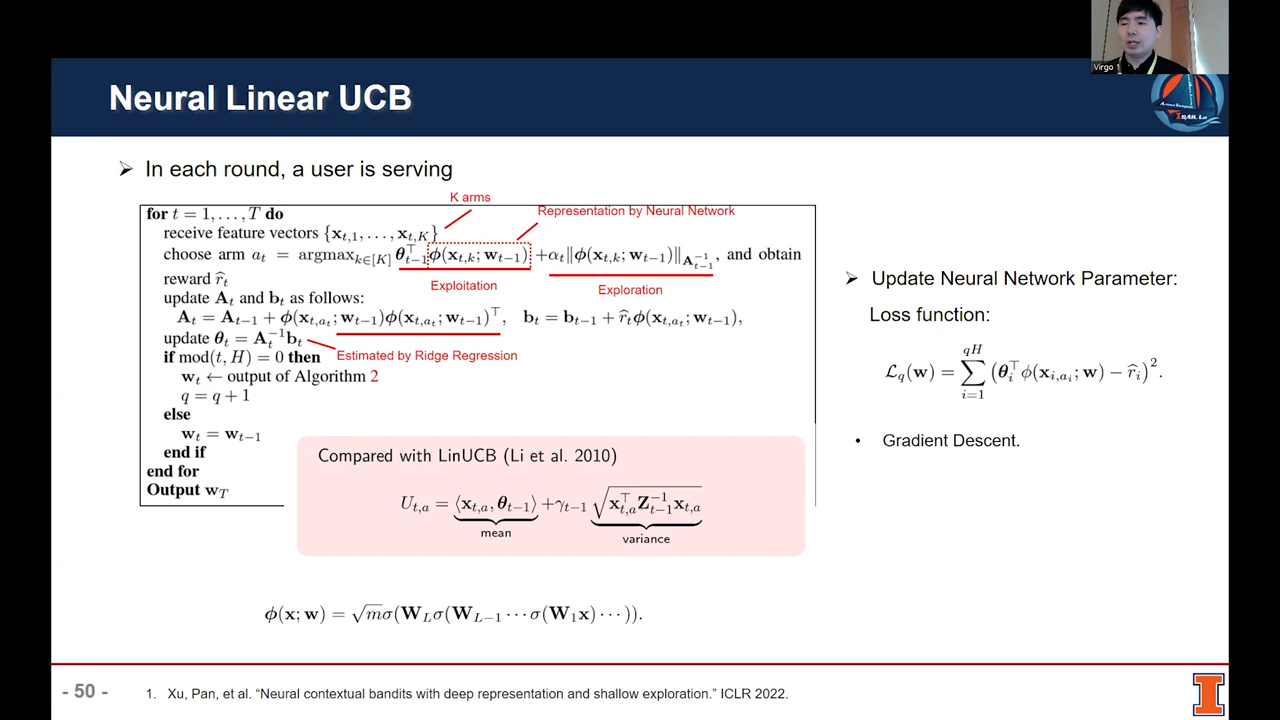 Virgo 1
Neural Linear UCB
➢ In each round, a user is serving
K arms
Representation by Neural Network
for t = 1, . . . , T do
receive feature vectors {x_{t,1}, . . . , x_{t,K}}
choose arm a_t = argmax_{k∈[K]} θ_{t−1}^⊤ ϕ(x_{t,k}; w_{t−1}) + α_t‖ϕ(x_{t,k}; w_{t−1})‖_{A_{t−1}^{−1}}, and obtain
reward r̂_t
Exploitation
Exploration
update A_t and b_t as follows:
A_t = A_{t−1} + ϕ(x_{t,a_t}; w_{t−1})ϕ(x_{t,a_t}; w_{t−1})^⊤, b_t = b_{t−1} + r̂_tϕ(x_{t,a_t}; w_{t−1}),
update θ_t = A_t^{−1}b_t
Estimated by Ridge Regression
if mod(t, H) = 0 then
w_t ← output of Algorithm 2
q = q + 1
else
w_t = w_{t−1}
end if
end for
Output w_T
Compared with LinUCB (Li et al. 2010)
U_{t,a} = ⟨x_{t,a}, θ_{t−1}⟩ + γ_{t−1} √(x_{t,a}^⊤ Z_{t−1}^{−1} x_{t,a})
mean
variance
ϕ(x; w) = √m σ(W_L σ(W_{L−1} ··· σ(W_1 x) ··· )).
➢ Update Neural Network Parameter:
Loss function:
L_q(w) = ∑_{i=1}^{qH} (θ_i^⊤ ϕ(x_{i,a_i}; w) − r̂_i)^2.
• Gradient Descent.
- 50 -
1. Xu, Pan, et al. “Neural contextual bandits with deep representation and shallow exploration.” ICLR 2022.